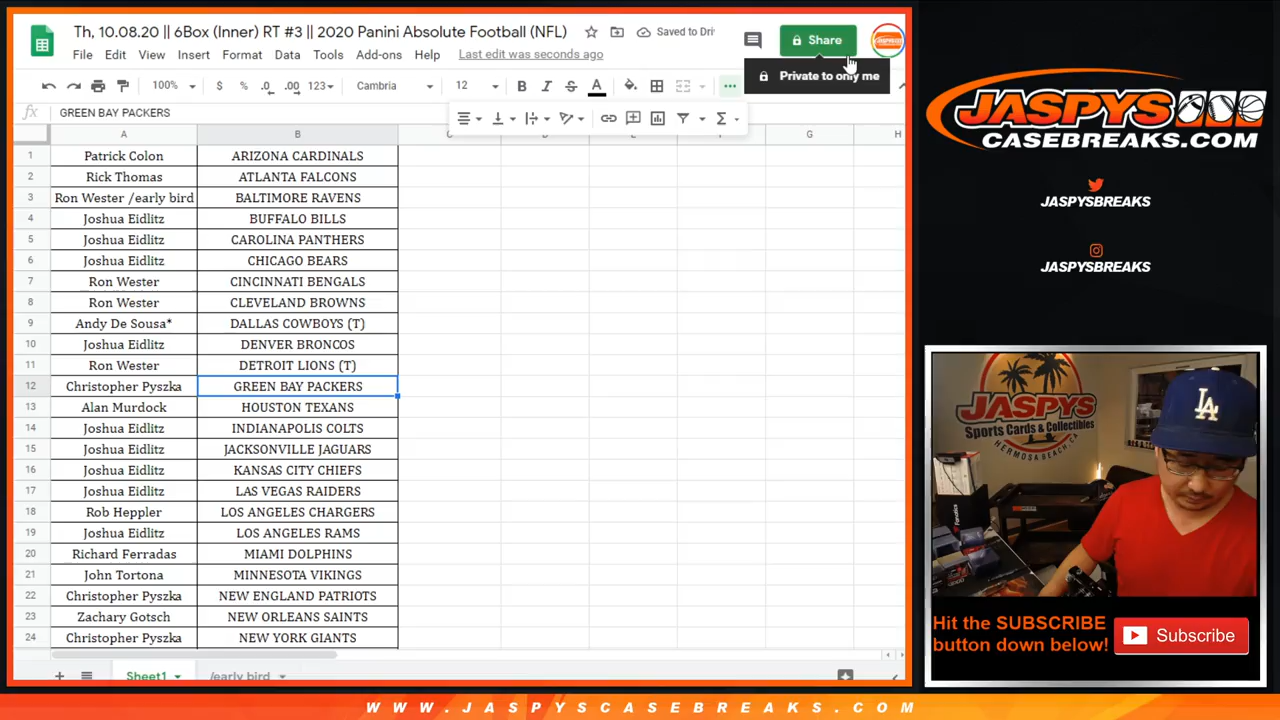 Th, 10.08.20 || 6Box (Inner) RT #3 || 2020 Panini Absolute Football (NFL)
Saved to Dri
Share
File Edit View Insert Format Data Tools Add-ons Help Last edit was seconds ago
Private to only me
100% $ % .0 .00 123 Cambria 12 B I S A
fx GREEN BAY PACKERS
A B C D E F G H
1 Patrick Colon ARIZONA CARDINALS
2 Rick Thomas ATLANTA FALCONS
3 Ron Wester /early bird BALTIMORE RAVENS
4 Joshua Eidlitz BUFFALO BILLS
5 Joshua Eidlitz CAROLINA PANTHERS
6 Joshua Eidlitz CHICAGO BEARS
7 Ron Wester CINCINNATI BENGALS
8 Ron Wester CLEVELAND BROWNS
9 Andy De Sousa* DALLAS COWBOYS (T)
10 Joshua Eidlitz DENVER BRONCOS
11 Ron Wester DETROIT LIONS (T)
12 Christopher Pyszka GREEN BAY PACKERS
13 Alan Murdock HOUSTON TEXANS
14 Joshua Eidlitz INDIANAPOLIS COLTS
15 Joshua Eidlitz JACKSONVILLE JAGUARS
16 Joshua Eidlitz KANSAS CITY CHIEFS
17 Joshua Eidlitz LAS VEGAS RAIDERS
18 Rob Heppler LOS ANGELES CHARGERS
19 Joshua Eidlitz LOS ANGELES RAMS
20 Richard Ferradas MIAMI DOLPHINS
21 John Tortona MINNESOTA VIKINGS
22 Christopher Pyszka NEW ENGLAND PATRIOTS
23 Zachary Gotsch NEW ORLEANS SAINTS
24 Christopher Pyszka NEW YORK GIANTS
Sheet1 /early bird
JASPYS
CASEBREAKS.COM
JASPYSBREAKS
JASPYSBREAKS
JASPYS
Sports Cards & Collectibles
HERMOSA BEACH, CA
LA
Fanatics
Hit the SUBSCRIBE
button down below!
Subscribe
WWW.JASPYSCASEBREAKS.COM